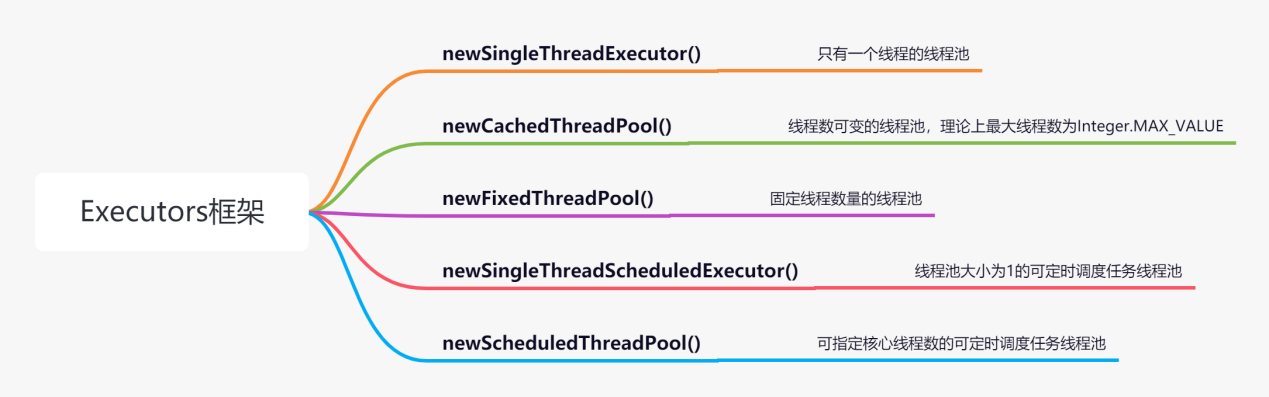 newSingleThreadExecutor()
只有一个线程的线程池
newCachedThreadPool()
线程数可变的线程池，理论上最大线程数为Integer.MAX_VALUE
Executors框架
newFixedThreadPool()
固定线程数量的线程池
newSingleThreadScheduledExecutor()
线程池大小为1的可定时调度任务线程池
newScheduledThreadPool()
可指定核心线程数的可定时调度任务线程池